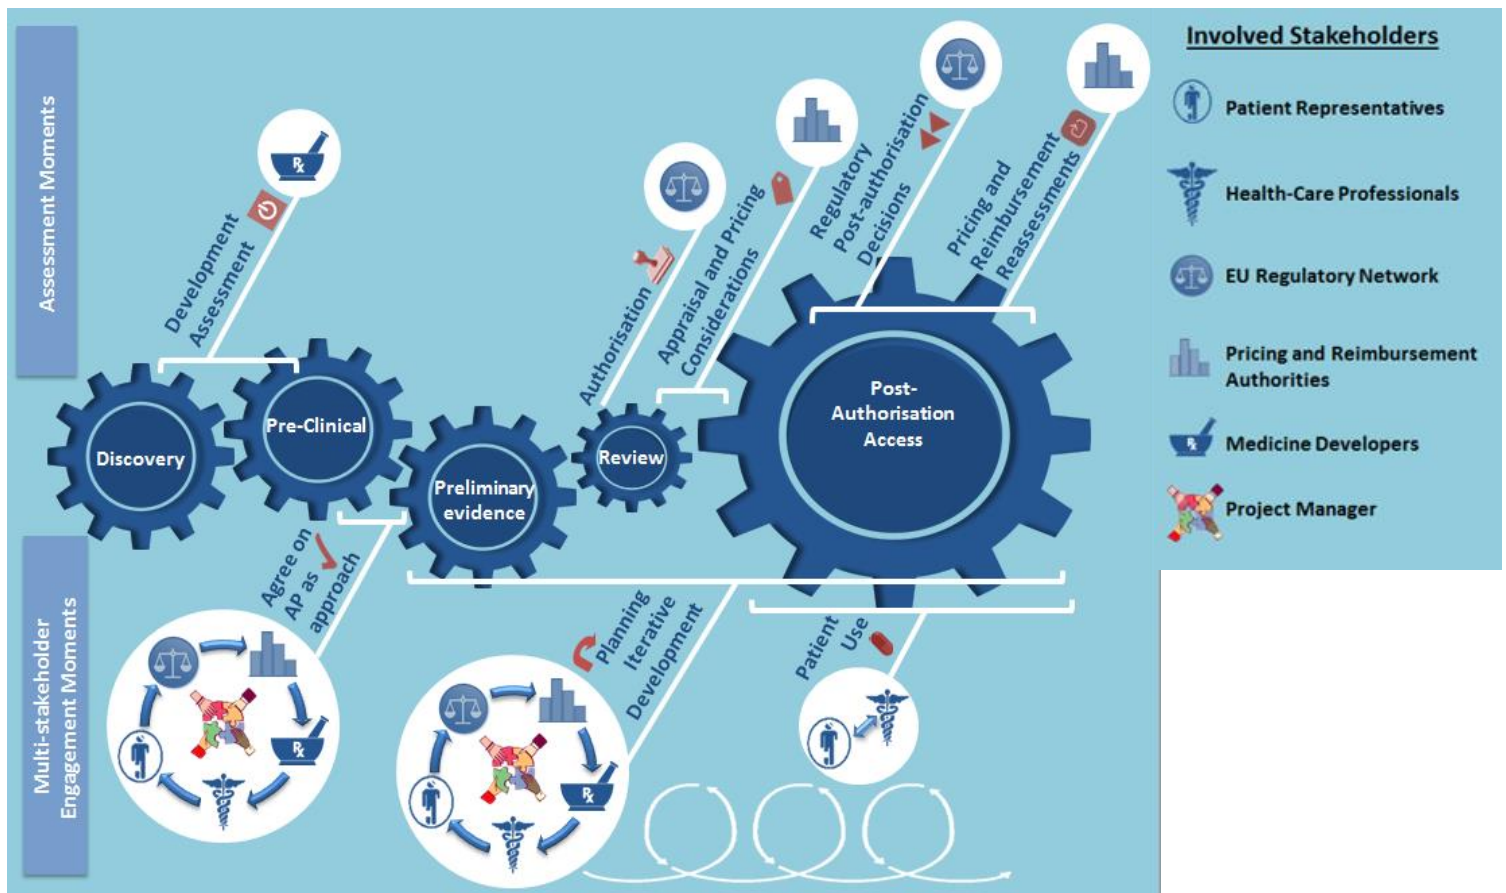 Assessment Moments
Development
Assessment
Authorisation
Appraisal and Pricing
Considerations
Regulatory
Post-authorisation
Decisions
Pricing and
Reimbursement
Reassessments
Discovery
Pre-Clinical
Preliminary
evidence
Review
Post-
Authorisation
Access
Multi-stakeholder
Engagement Moments
Agree on
AP as
approach
Planning
Iterative
Development
Patient
Use
Involved Stakeholders
Patient Representatives
Health-Care Professionals
EU Regulatory Network
Pricing and Reimbursement
Authorities
Medicine Developers
Project Manager
℞
℞
℞
℞